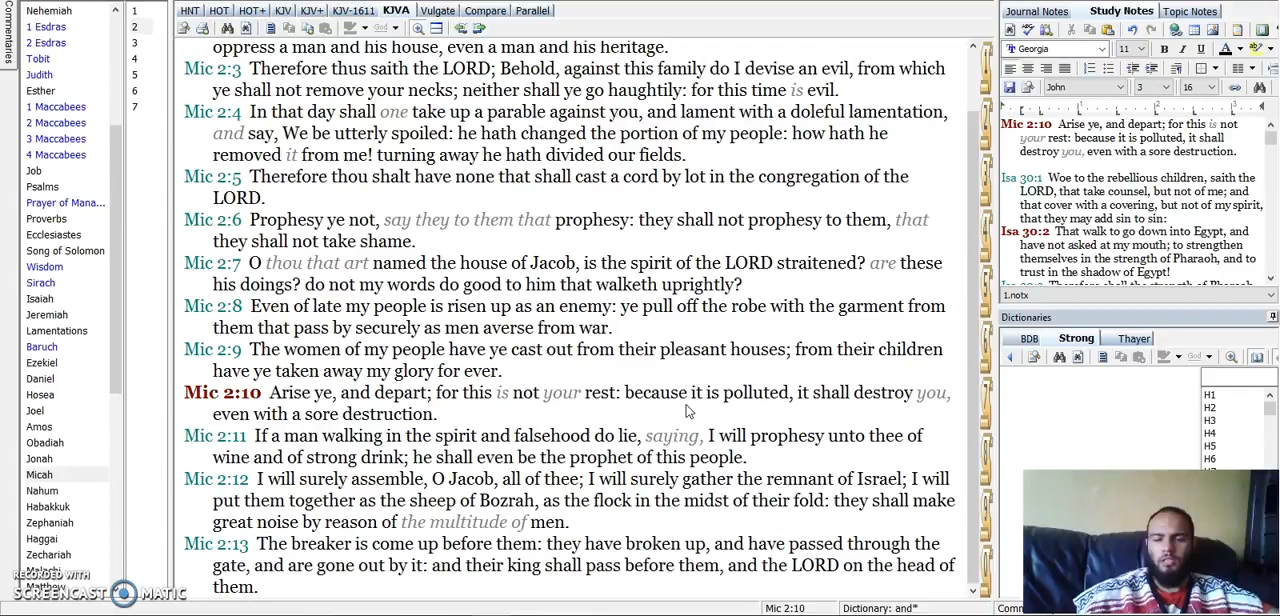 Commentaries
Nehemiah
1 Esdras
2 Esdras
Tobit
Judith
Esther
1 Maccabees
2 Maccabees
3 Maccabees
4 Maccabees
Job
Psalms
Prayer of Mana...
Proverbs
Ecclesiastes
Song of Solomon
Wisdom
Sirach
Isaiah
Jeremiah
Lamentations
Baruch
Ezekiel
Daniel
Hosea
Joel
Amos
Obadiah
Jonah
Micah
Nahum
Habakkuk
Zephaniah
Haggai
Zechariah
Malachi
Matthew
RECORDED WITH
SCREENCAST MATIC
1
2
3
4
5
6
7
HNT HOT HOT+ KJV KJV+ KJV-1611 KJVA Vulgate Compare Parallel
oppress a man and his house, even a man and his heritage.
Mic 2:3 Therefore thus saith the LORD; Behold, against this family do I devise an evil, from which
ye shall not remove your necks; neither shall ye go haughtily: for this time is evil.
Mic 2:4 In that day shall one take up a parable against you, and lament with a doleful lamentation,
and say, We be utterly spoiled: he hath changed the portion of my people: how hath he
removed it from me! turning away he hath divided our fields.
Mic 2:5 Therefore thou shalt have none that shall cast a cord by lot in the congregation of the
LORD.
Mic 2:6 Prophesy ye not, say they to them that prophesy: they shall not prophesy to them, that
they shall not take shame.
Mic 2:7 O thou that art named the house of Jacob, is the spirit of the LORD straitened? are these
his doings? do not my words do good to him that walketh uprightly?
Mic 2:8 Even of late my people is risen up as an enemy: ye pull off the robe with the garment from
them that pass by securely as men averse from war.
Mic 2:9 The women of my people have ye cast out from their pleasant houses; from their children
have ye taken away my glory for ever.
Mic 2:10 Arise ye, and depart; for this is not your rest: because it is polluted, it shall destroy you,
even with a sore destruction.
Mic 2:11 If a man walking in the spirit and falsehood do lie, saying, I will prophesy unto thee of
wine and of strong drink; he shall even be the prophet of this people.
Mic 2:12 I will surely assemble, O Jacob, all of thee; I will surely gather the remnant of Israel; I will
put them together as the sheep of Bozrah, as the flock in the midst of their fold: they shall make
great noise by reason of the multitude of men.
Mic 2:13 The breaker is come up before them: they have broken up, and have passed through the
gate, and are gone out by it: and their king shall pass before them, and the LORD on the head of
them.
Mic 2:10 Dictionary: and* Com
Journal Notes Study Notes Topic Notes
Georgia 11 B I U A
John 3 16
1 2 3
Mic 2:10 Arise ye, and depart; for this is not
your rest: because it is polluted, it shall
destroy you, even with a sore destruction.
Isa 30:1 Woe to the rebellious children, saith the
LORD, that take counsel, but not of me; and
that cover with a covering, but not of my spirit,
that they may add sin to sin:
Isa 30:2 That walk to go down into Egypt, and
have not asked at my mouth; to strengthen
themselves in the strength of Pharaoh, and to
trust in the shadow of Egypt!
1.notx
Dictionaries
BDB Strong Thayer
God
H1
H2
H3
H4
H5
H6